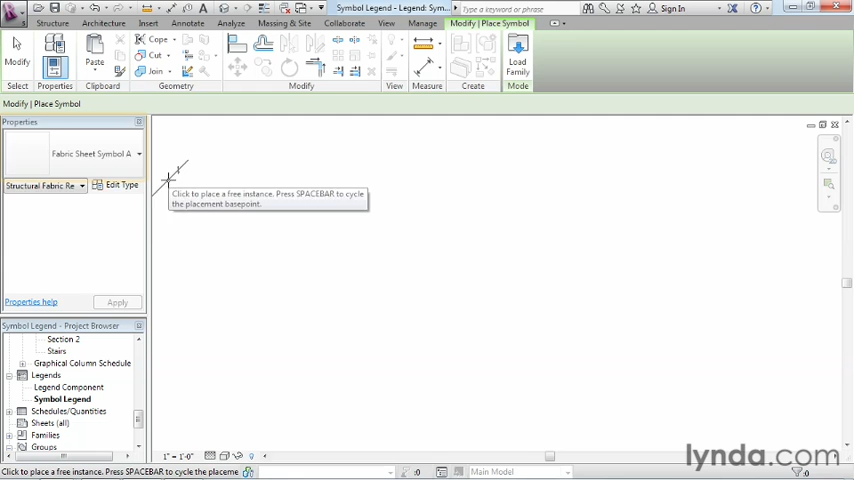 Symbol Legend - Legend: Sym...
Type a keyword or phrase
Sign In
Structure
Architecture
Insert
Annotate
Analyze
Massing & Site
Collaborate
View
Manage
Modify | Place Symbol
Modify
Properties
Paste
Cope
Cut
Join
Load
Family
Select
Properties
Clipboard
Geometry
Modify
View
Measure
Create
Mode
Modify | Place Symbol
Properties
Fabric Sheet Symbol A
Structural Fabric Re
Edit Type
Click to place a free instance. Press SPACEBAR to cycle
the placement basepoint.
Properties help
Apply
Symbol Legend - Project Browser
Section 2
Stairs
Graphical Column Schedule
Legends
Legend Component
Symbol Legend
Schedules/Quantities
Sheets (all)
Families
Groups
1" = 1'-0"
Click to place a free instance. Press SPACEBAR to cycle the placeme
:0
Main Model
:0
lynda.com